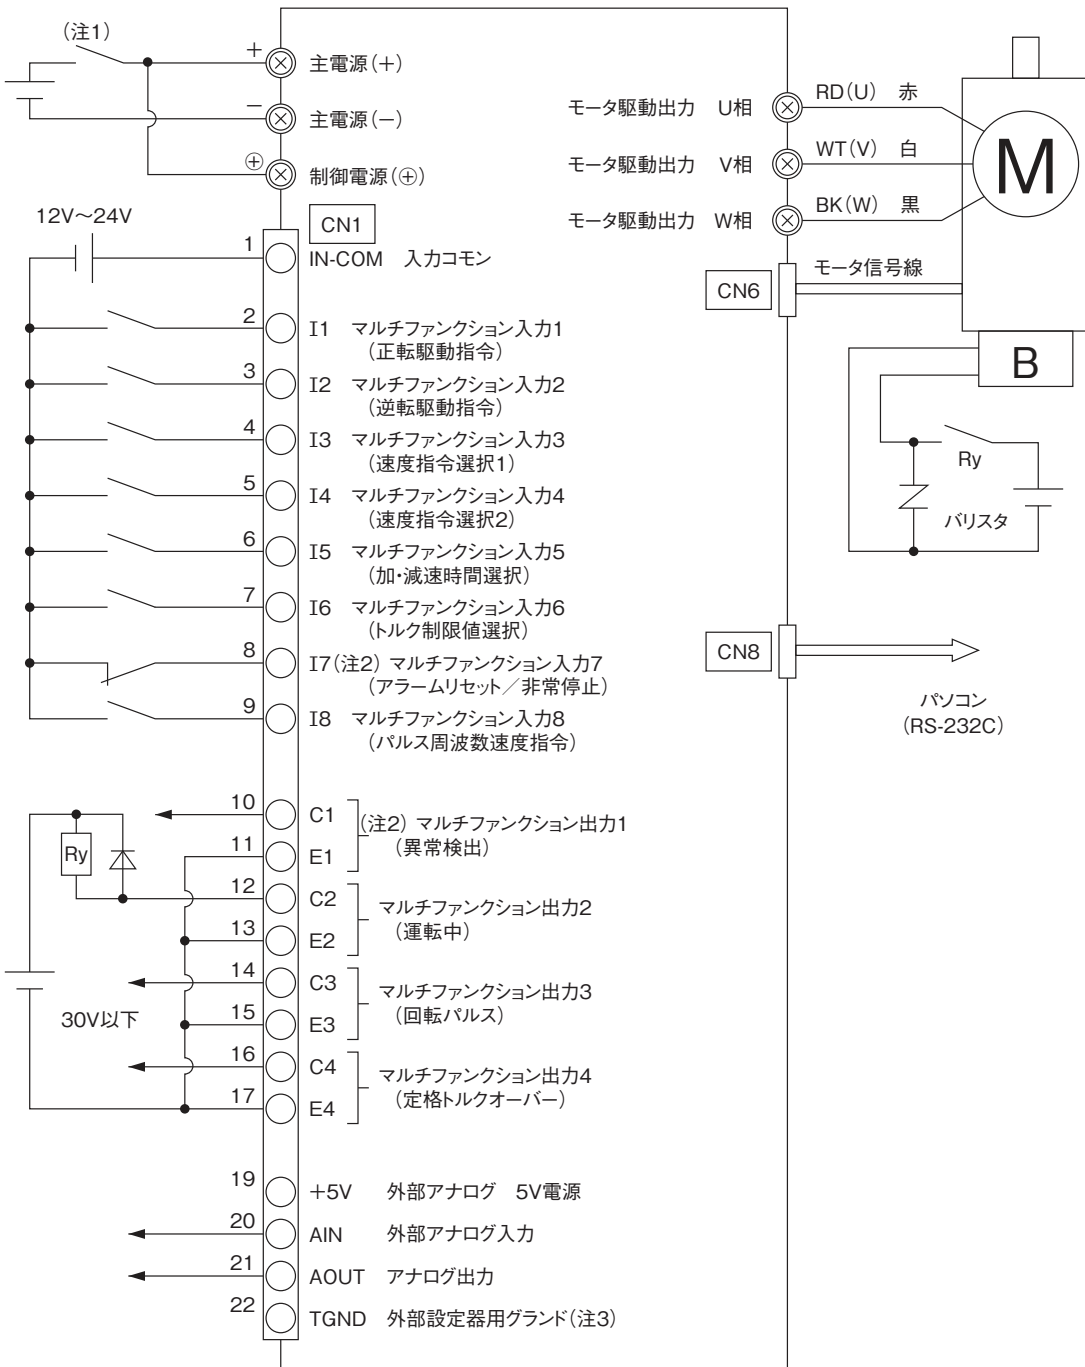 (注1)
+
主電源(+)
−
主電源(−)
⊕
制御電源(⊕)
モータ駆動出力 U相
RD(U) 赤
モータ駆動出力 V相
WT(V) 白
モータ駆動出力 W相
BK(W) 黒
M
12V〜24V
CN1
1
IN-COM 入力コモン
CN6
モータ信号線
B
2
I1 マルチファンクション入力1
(正転駆動指令)
3
I2 マルチファンクション入力2
(逆転駆動指令)
4
I3 マルチファンクション入力3
(速度指令選択1)
5
I4 マルチファンクション入力4
(速度指令選択2)
6
I5 マルチファンクション入力5
(加・減速時間選択)
7
I6 マルチファンクション入力6
(トルク制限値選択)
8
I7(注2) マルチファンクション入力7
(アラームリセット/非常停止)
9
I8 マルチファンクション入力8
(パルス周波数速度指令)
Ry
バリスタ
CN8
パソコン
(RS-232C)
10
C1
(注2) マルチファンクション出力1
(異常検出)
11
E1
Ry
12
C2
マルチファンクション出力2
(運転中)
13
E2
14
C3
マルチファンクション出力3
(回転パルス)
15
E3
30V以下
16
C4
マルチファンクション出力4
(定格トルクオーバー)
17
E4
19
+5V 外部アナログ 5V電源
20
AIN 外部アナログ入力
21
AOUT アナログ出力
22
TGND 外部設定器用グランド(注3)